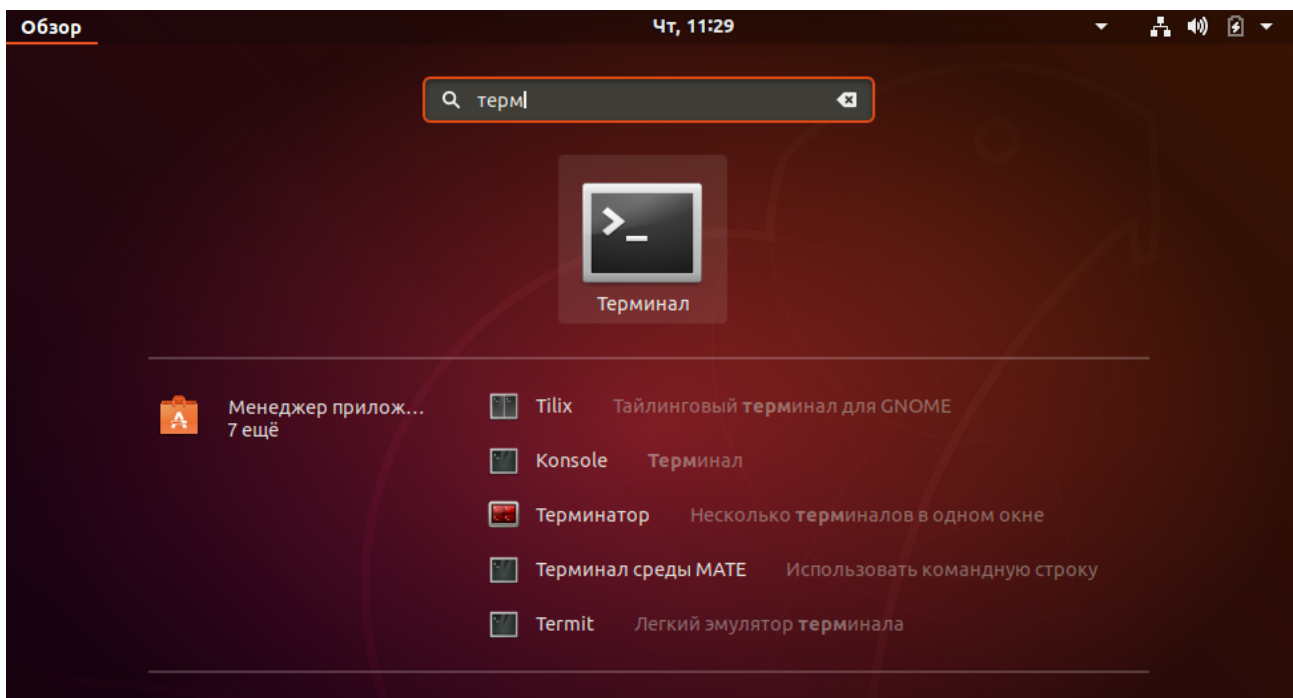 Обзор
Чт, 11:29
терм
Терминал
Менеджер прилож…
7 ещё
Tilix Тайлинговый терминал для GNOME
Konsole Терминал
Терминатор Несколько терминалов в одном окне
Терминал среды MATE Использовать командную строку
Termit Легкий эмулятор терминала